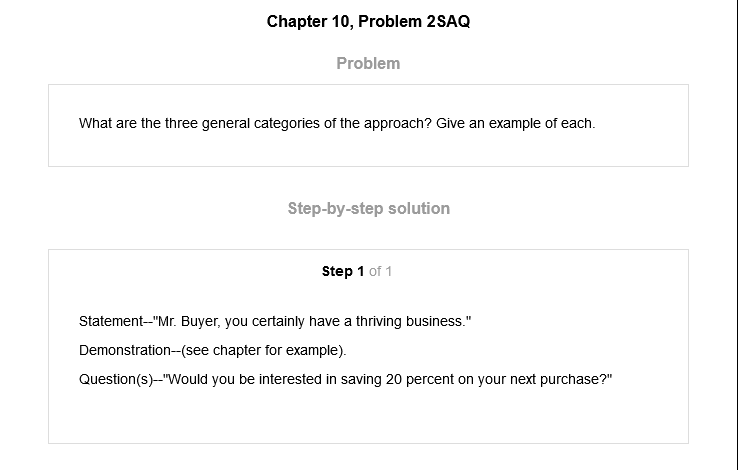 Chapter 10, Problem 2SAQ
Problem
What are the three general categories of the approach? Give an example of each.
Step-by-step solution
Step 1 of 1
Statement--"Mr. Buyer, you certainly have a thriving business."
Demonstration--(see chapter for example).
Question(s)--"Would you be interested in saving 20 percent on your next purchase?"